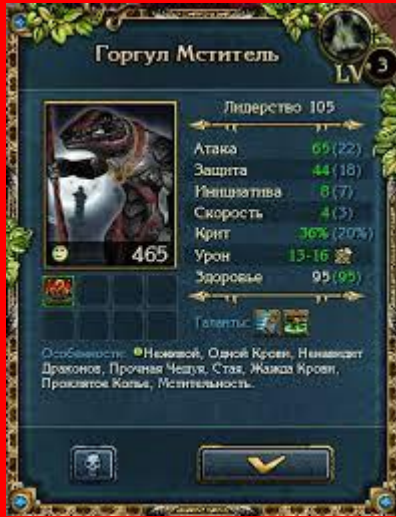 Горгул Мститель
LV 3
Лидерство 105
Атака 65(22)
Защита 44(18)
Инициатива 8(7)
Скорость 4(3)
Крит 36%(20%)
Урон 13-16
Здоровье 95(95)
465
Таланты:
Особенности: Неживой, Одной Крови, Ненавидит
Драконов, Прочная Чешуя, Стая, Жажда Крови,
Проклятое Копье, Мстительность.